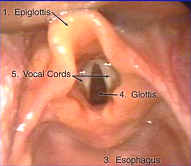 1. Epiglottis
5. Vocal Cords
4. Glottis
3. Esophagus